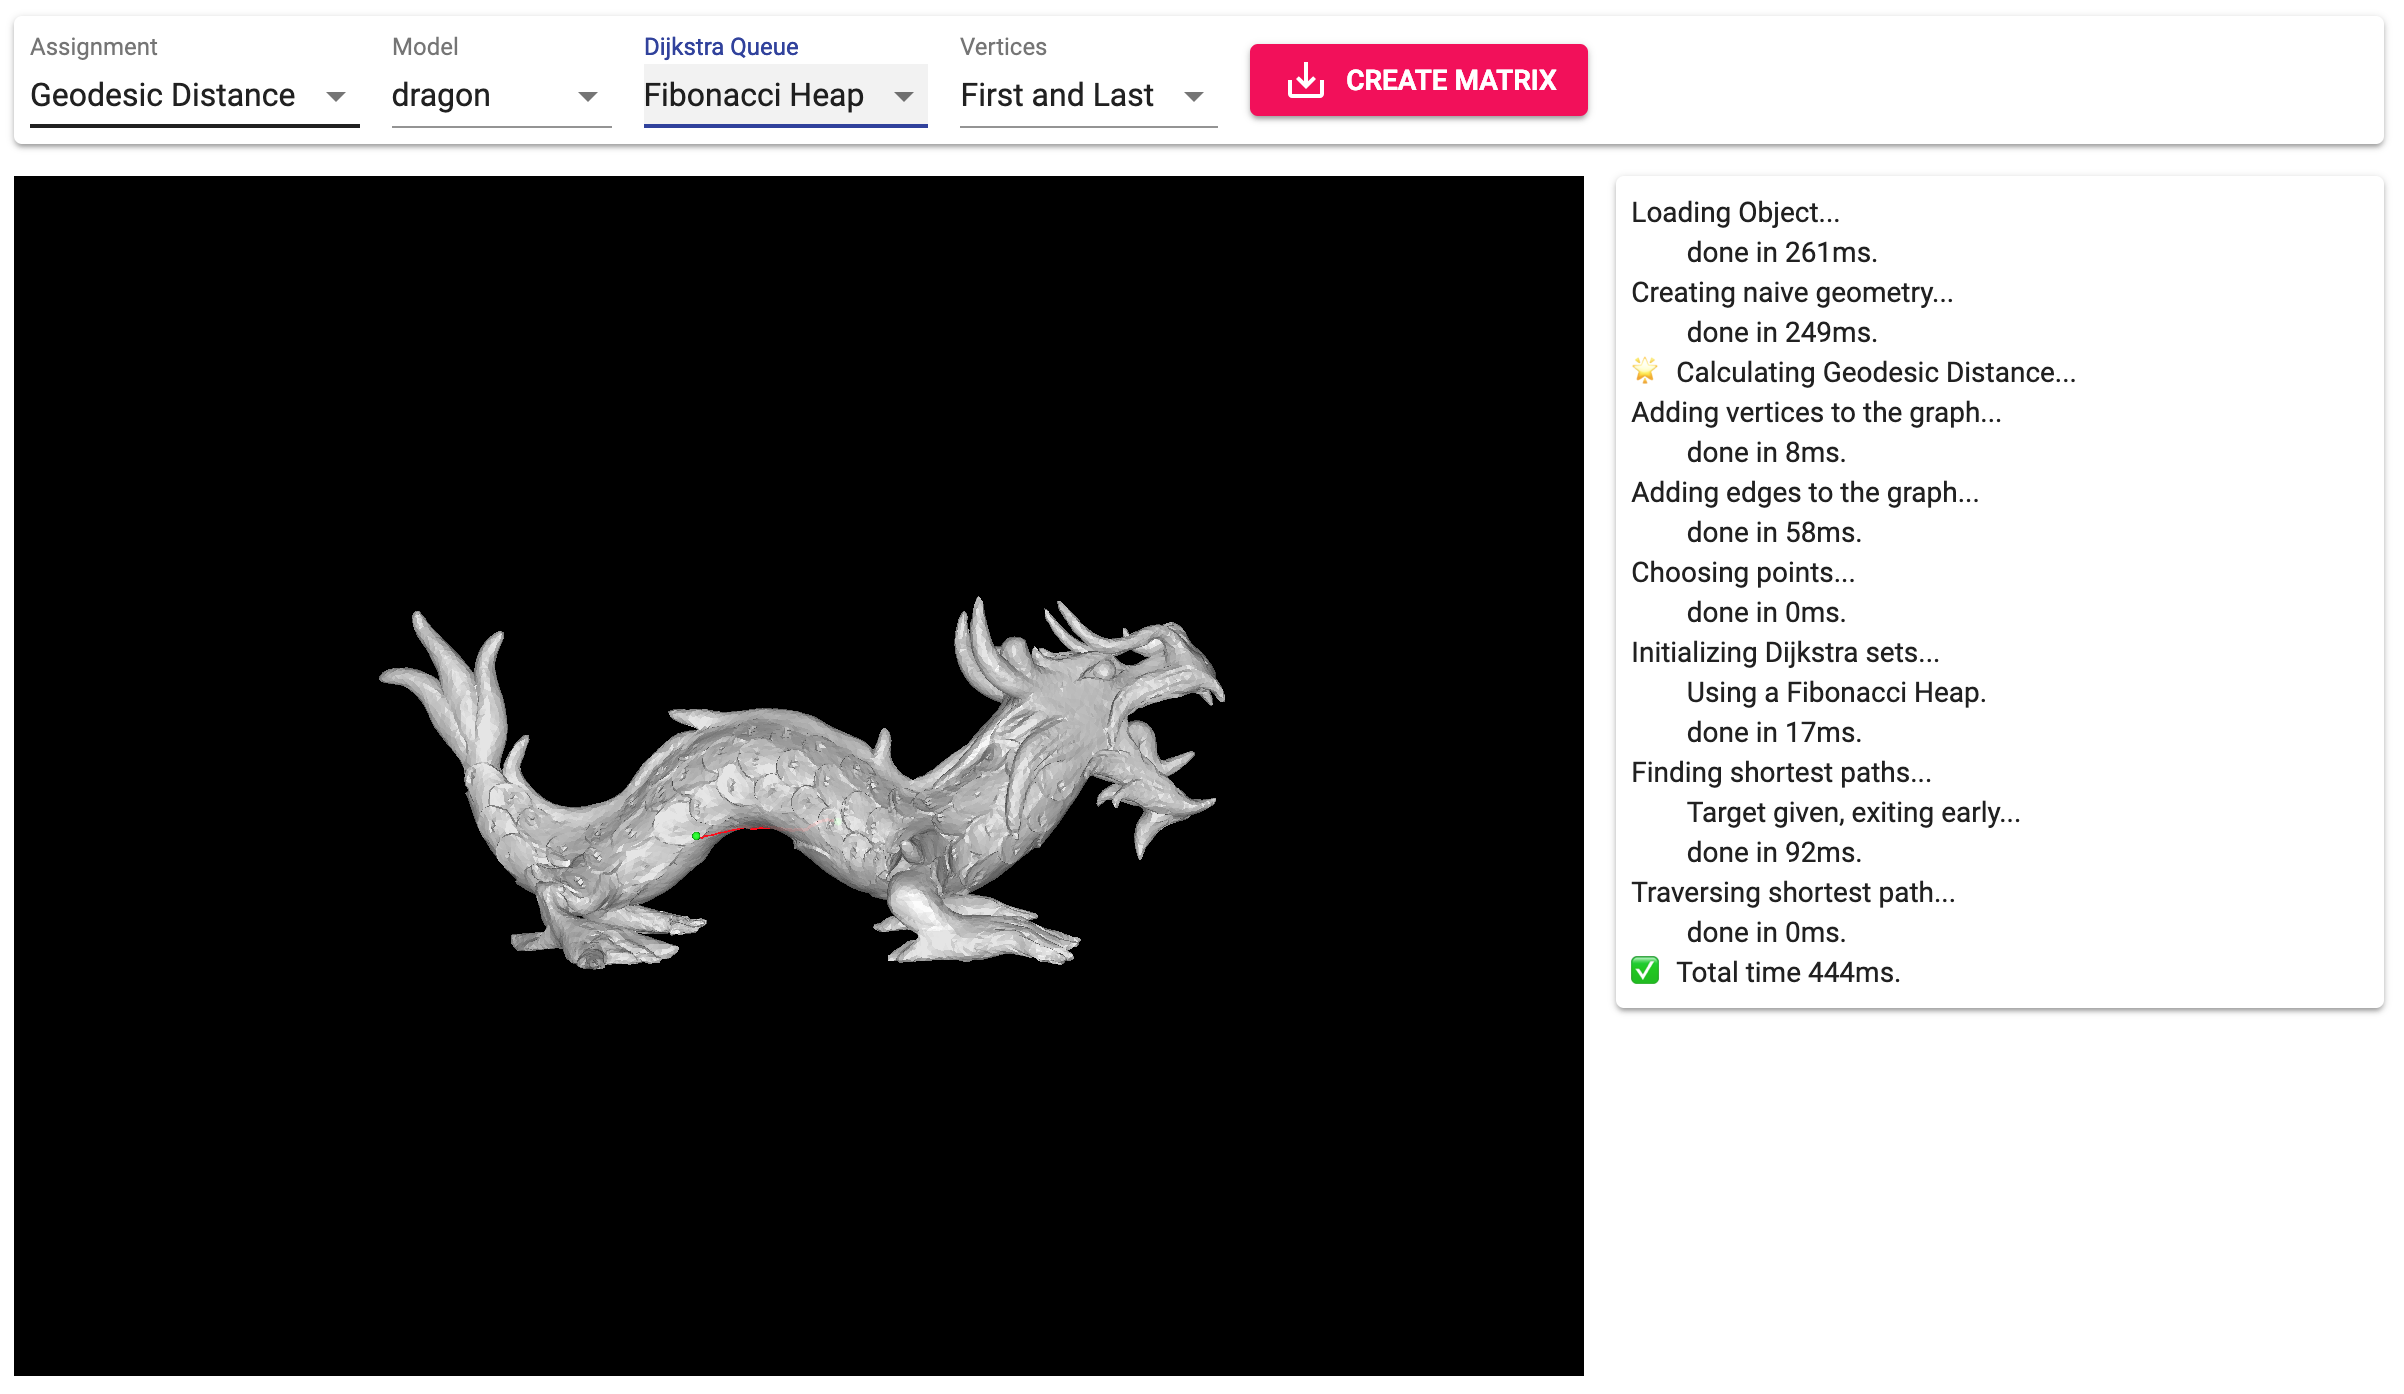 Assignment
Model
Dijkstra Queue
Vertices
Geodesic Distance
dragon
Fibonacci Heap
First and Last
CREATE MATRIX
Loading Object...
done in 261ms.
Creating naive geometry...
done in 249ms.
🌟 Calculating Geodesic Distance...
Adding vertices to the graph...
done in 8ms.
Adding edges to the graph...
done in 58ms.
Choosing points...
done in 0ms.
Initializing Dijkstra sets...
Using a Fibonacci Heap.
done in 17ms.
Finding shortest paths...
Target given, exiting early...
done in 92ms.
Traversing shortest path...
done in 0ms.
✅ Total time 444ms.